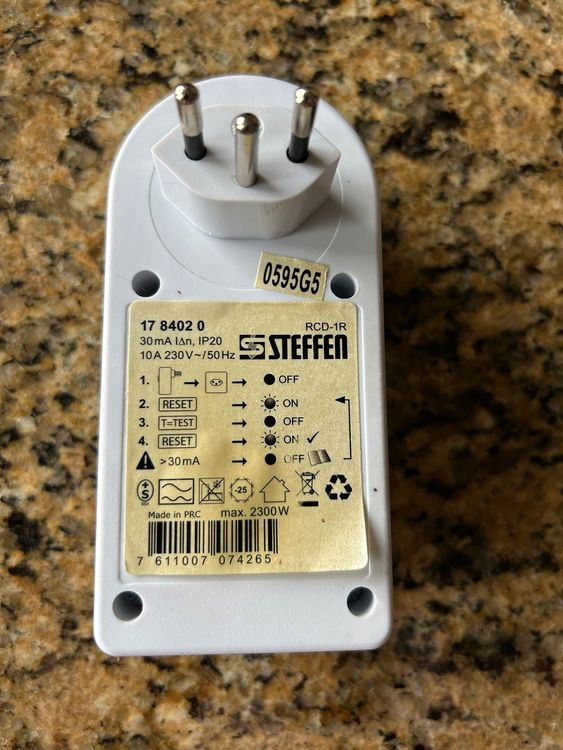 0595G5
17 8402 0
RCD-1R
30mA IΔn, IP20
10A 230V~/50Hz
STEFFEN
1. → → OFF
2. RESET → ON
3. T=TEST → OFF
4. RESET → ON ✓
>30mA → OFF
+S
-25
Made in PRC max. 2300W
7 611007 074265